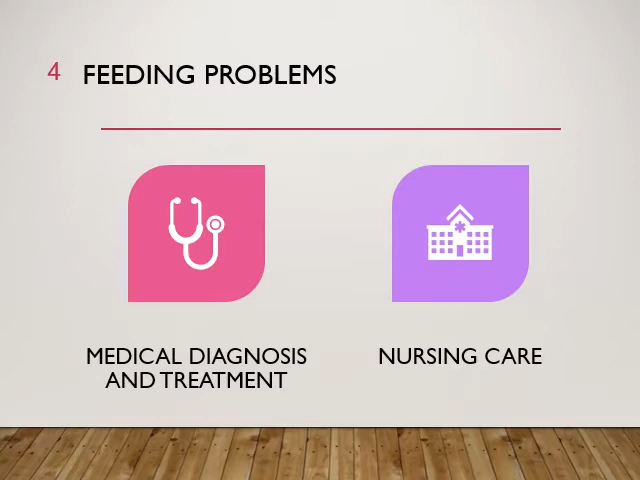 4 FEEDING PROBLEMS
MEDICAL DIAGNOSIS
AND TREATMENT
NURSING CARE